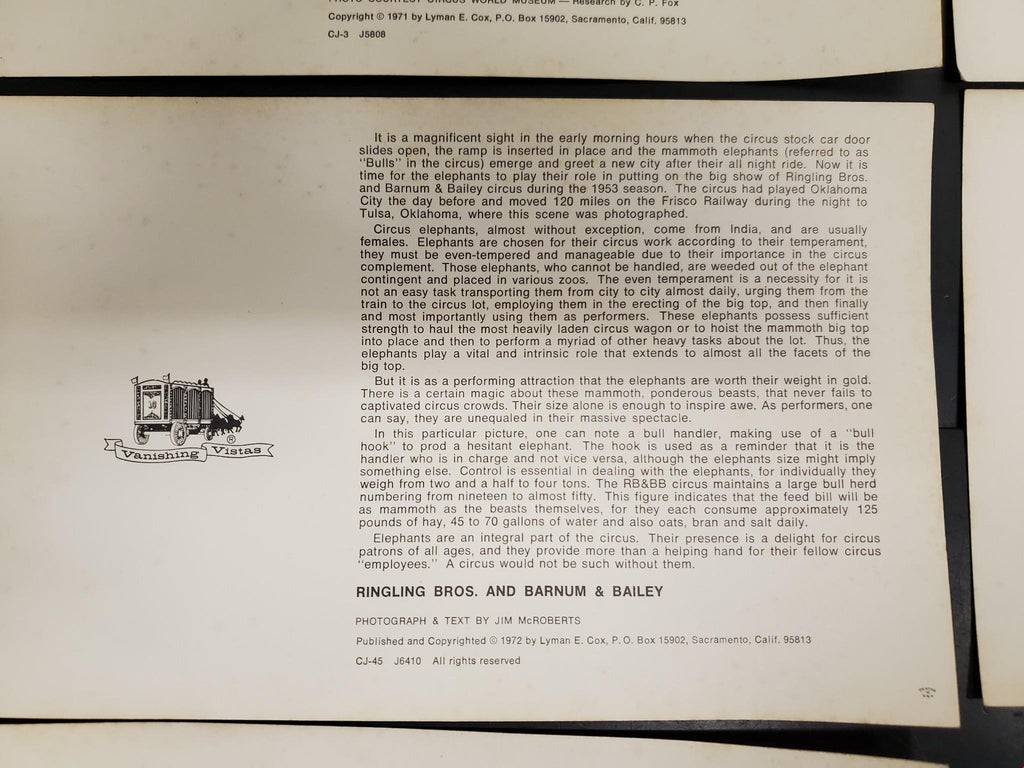 PHOTO COURTESY CIRCUS WORLD MUSEUM — Research by C. P. Fox
Copyright © 1971 by Lyman E. Cox, P.O. Box 15902, Sacramento, Calif. 95813
CJ-3 J5808
It is a magnificent sight in the early morning hours when the circus stock car door
slides open, the ramp is inserted in place and the mammoth elephants (referred to as
"Bulls" in the circus) emerge and greet a new city after their all night ride. Now it is
time for the elephants to play their role in putting on the big show of Ringling Bros.
and Barnum & Bailey circus during the 1953 season. The circus had played Oklahoma
City the day before and moved 120 miles on the Frisco Railway during the night to
Tulsa, Oklahoma, where this scene was photographed.
Circus elephants, almost without exception, come from India, and are usually
females. Elephants are chosen for their circus work according to their temperament,
they must be even-tempered and manageable due to their importance in the circus
complement. Those elephants, who cannot be handled, are weeded out of the elephant
contingent and placed in various zoos. The even temperament is a necessity for it is
not an easy task transporting them from city to city almost daily, urging them from the
train to the circus lot, employing them in the erecting of the big top, and then finally
and most importantly using them as performers. These elephants possess sufficient
strength to haul the most heavily laden circus wagon or to hoist the mammoth big top
into place and then to perform a myriad of other heavy tasks about the lot. Thus, the
elephants play a vital and intrinsic role that extends to almost all the facets of the
big top.
But it is as a performing attraction that the elephants are worth their weight in gold.
There is a certain magic about these mammoth, ponderous beasts, that never fails to
captivated circus crowds. Their size alone is enough to inspire awe. As performers, one
can say, they are unequaled in their massive spectacle.
In this particular picture, one can note a bull handler, making use of a "bull
hook" to prod a hesitant elephant. The hook is used as a reminder that it is the
handler who is in charge and not vice versa, although the elephants size might imply
something else. Control is essential in dealing with the elephants, for individually they
weigh from two and a half to four tons. The RB&BB circus maintains a large bull herd
numbering from nineteen to almost fifty. This figure indicates that the feed bill will be
as mammoth as the beasts themselves, for they each consume approximately 125
pounds of hay, 45 to 70 gallons of water and also oats, bran and salt daily.
Elephants are an integral part of the circus. Their presence is a delight for circus
patrons of all ages, and they provide more than a helping hand for their fellow circus
"employees." A circus would not be such without them.
®
Vanishing Vistas
RINGLING BROS. AND BARNUM & BAILEY
PHOTOGRAPH & TEXT BY JIM McROBERTS
Published and Copyrighted © 1972 by Lyman E. Cox, P.O. Box 15902, Sacramento, Calif. 95813
CJ-45 J6410 All rights reserved